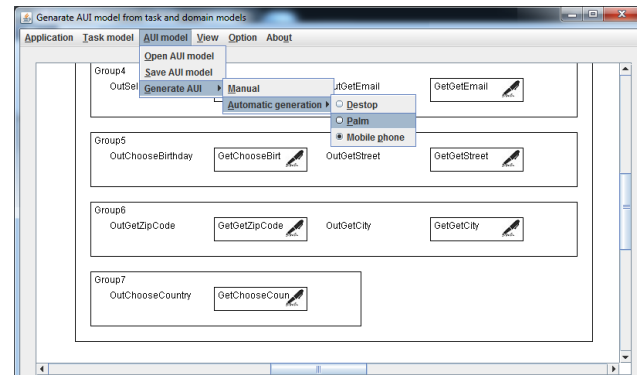 Genarate AUI model from task and domain models
Application Task model AUI model View Option About
Open AUI model
Save AUI model
Generate AUI
Manual
Automatic generation
Destop
Palm
Mobile phone
Group4
OutSel utGetEmail GetGetEmail
Group5
OutChooseBirthday GetChooseBirt OutGetStreet GetGetStreet
Group6
OutGetZipCode GetGetZipCode OutGetCity GetGetCity
Group7
OutChooseCountry GetChooseCoun